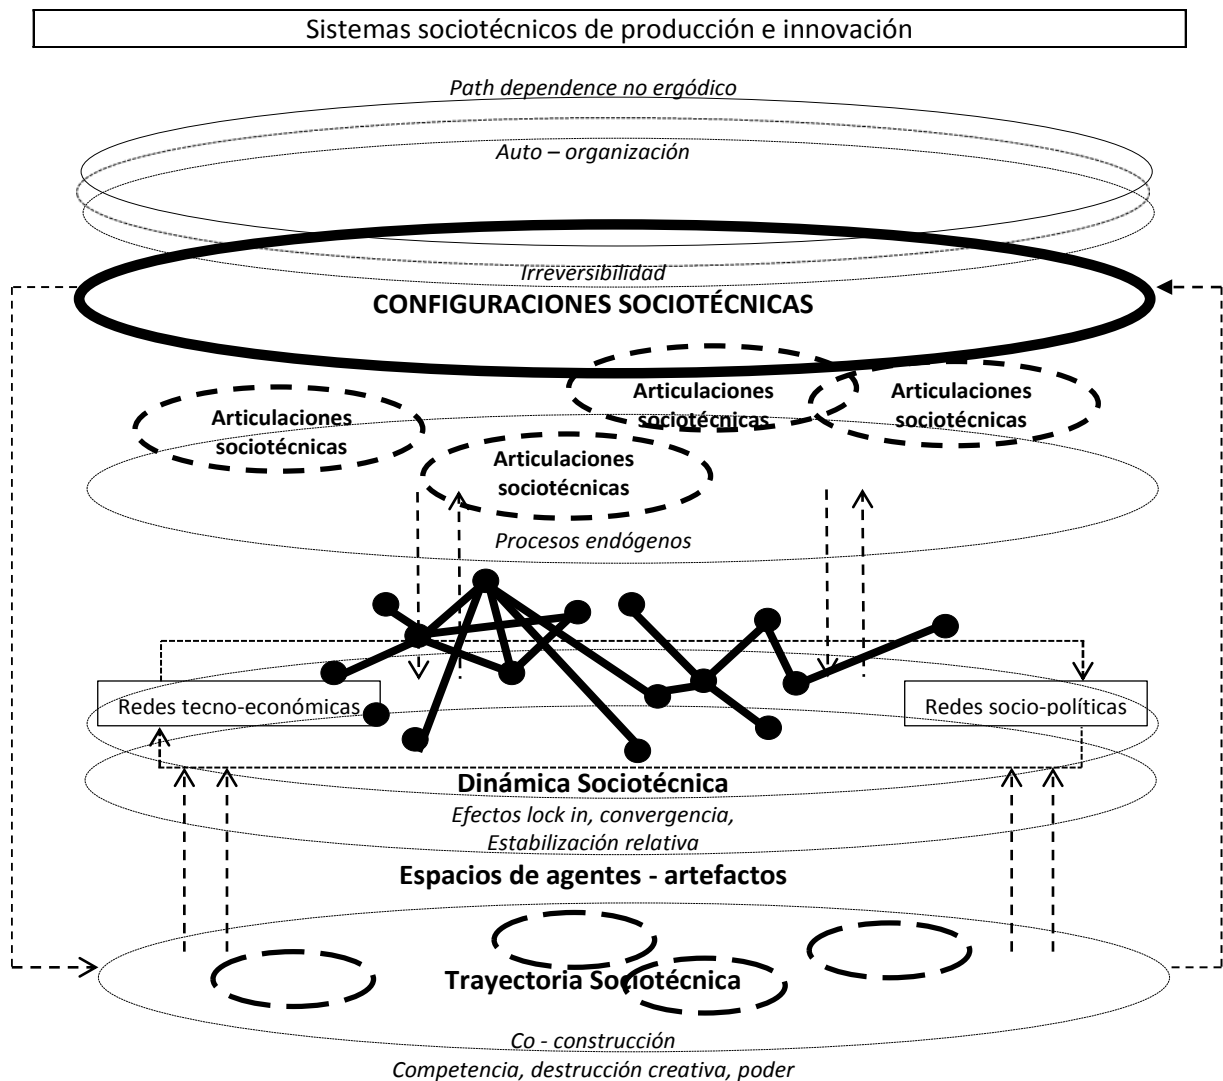 Sistemas sociotécnicos de producción e innovación
Path dependence no ergódico
Auto – organización
Irreversibilidad
CONFIGURACIONES SOCIOTÉCNICAS
Articulaciones
sociotécnicas
Articulaciones
sociotécnicas
Articulaciones
sociotécnicas
Articulaciones
sociotécnicas
Procesos endógenos
Redes tecno-económicas
Redes socio-políticas
Dinámica Sociotécnica
Efectos lock in, convergencia,
Estabilización relativa
Espacios de agentes - artefactos
Trayectoria Sociotécnica
Co - construcción
Competencia, destrucción creativa, poder